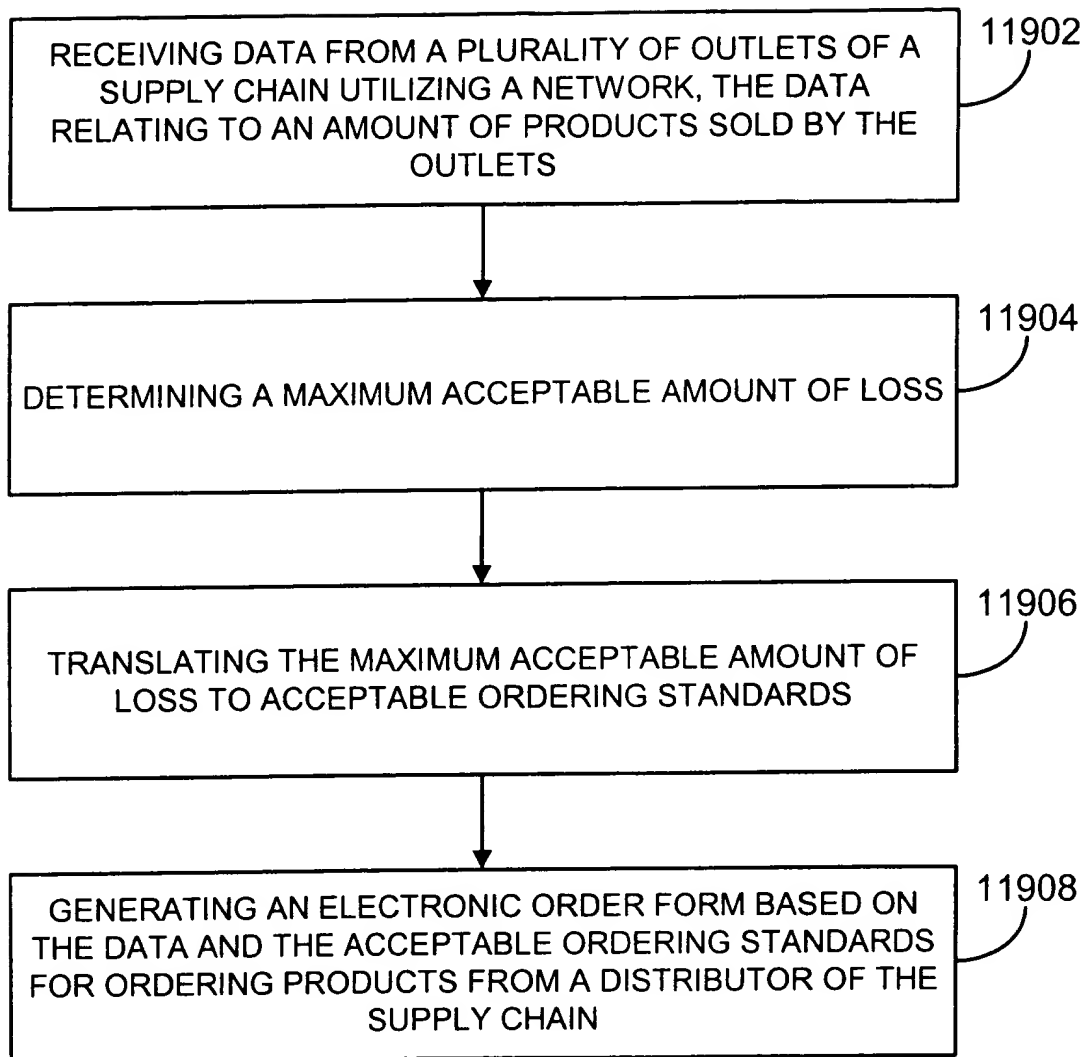 RECEIVING DATA FROM A PLURALITY OF OUTLETS OF A
SUPPLY CHAIN UTILIZING A NETWORK, THE DATA
RELATING TO AN AMOUNT OF PRODUCTS SOLD BY THE
OUTLETS
11902
DETERMINING A MAXIMUM ACCEPTABLE AMOUNT OF LOSS
11904
TRANSLATING THE MAXIMUM ACCEPTABLE AMOUNT OF
LOSS TO ACCEPTABLE ORDERING STANDARDS
11906
GENERATING AN ELECTRONIC ORDER FORM BASED ON
THE DATA AND THE ACCEPTABLE ORDERING STANDARDS
FOR ORDERING PRODUCTS FROM A DISTRIBUTOR OF THE
SUPPLY CHAIN
11908